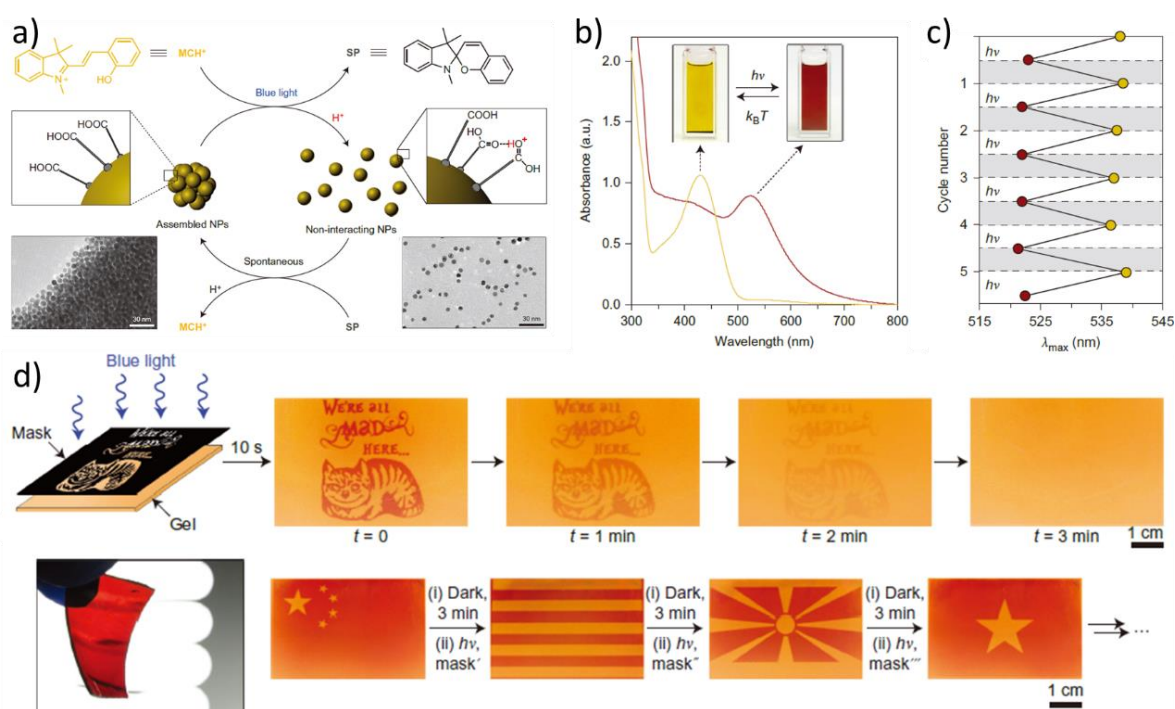 a)
MCH⁺
SP
N⁺
HO
N
O
Blue light
H⁺
HOOC
HOOC
HOOC
COOH
HO
C=O
HO⁺
C
OH
Assembled NPs
Non-interacting NPs
Spontaneous
H⁺
MCH⁺
SP
30 nm
30 nm
b)
Absorbance (a.u.)
2.0
1.5
1.0
0.5
0.0
300
400
500
600
700
800
Wavelength (nm)
hν
k_BT
c)
Cycle number
hν
1
hν
2
hν
3
hν
4
hν
5
hν
515
525
535
545
λ_max (nm)
d)
Blue light
Mask
Gel
10 s
WE'RE all
MAD
HERE...
t = 0
t = 1 min
t = 2 min
t = 3 min
1 cm
(i) Dark,
3 min
(ii) hν,
mask′
(i) Dark,
3 min
(ii) hν,
mask″
(i) Dark,
3 min
(ii) hν,
mask‴
...
1 cm